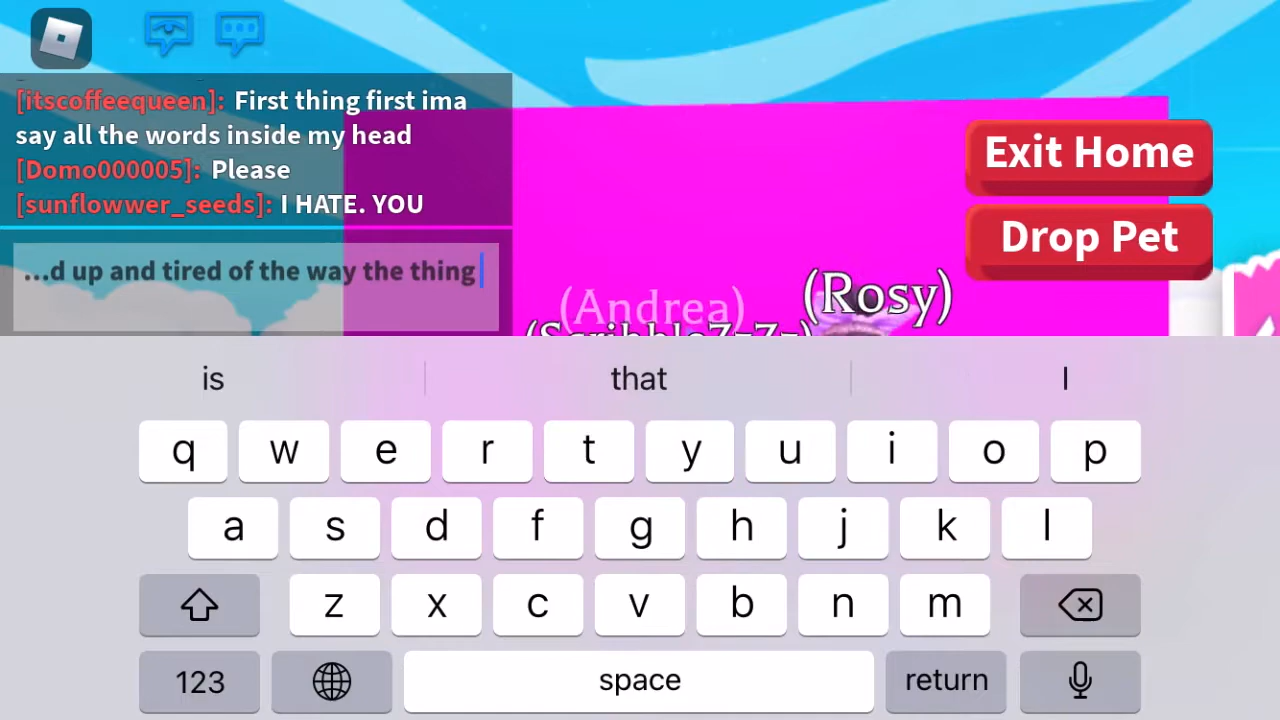 [itscoffeequeen]: First thing first ima
say all the words inside my head
[Domo000005]: Please
[sunflowwer_seeds]: I HATE. YOU
...d up and tired of the way the thing
Exit Home
Drop Pet
(Rosy)
(Andrea)
(ScribbleZzZz)
is that I
q w e r t y u i o p
a s d f g h j k l
z x c v b n m
123 space return